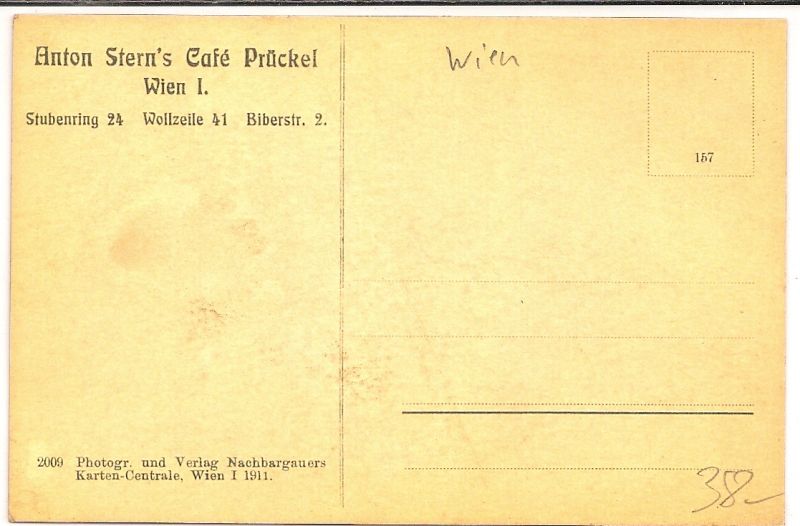 Anton Stern's Café Prückel
Wien I.
Stubenring 24 Wollzeile 41 Biberstr. 2.
Wien
157
2009 Photogr. und Verlag Nachbargauers
Karten-Centrale, Wien I 1911.
38-